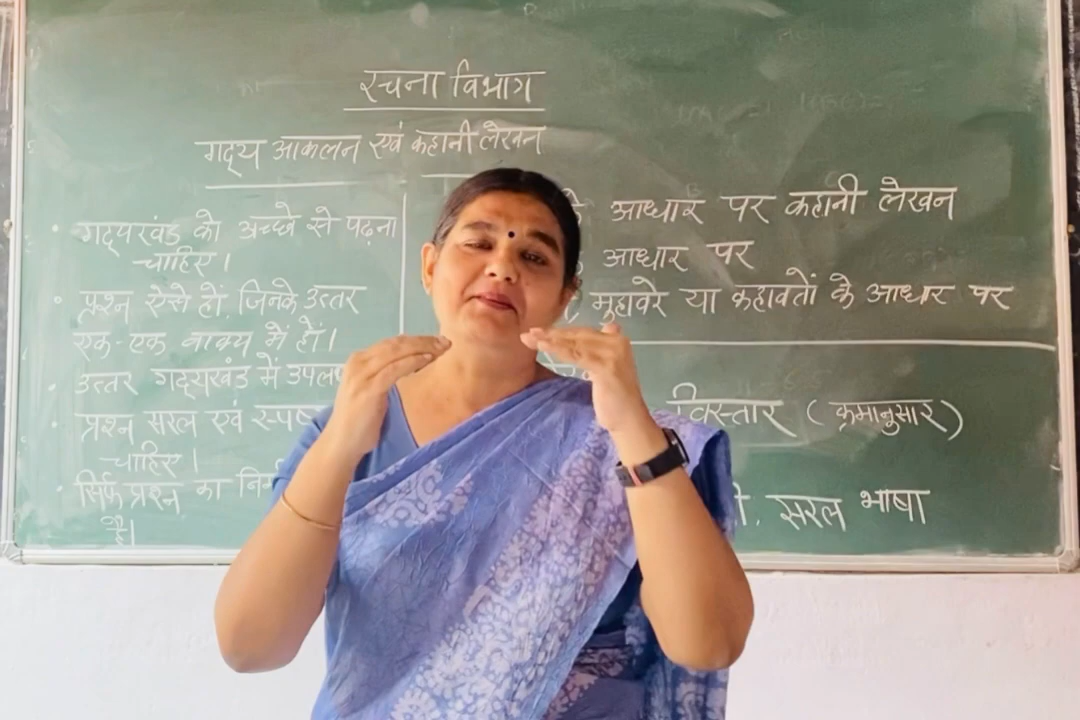 रचना विभाग
गद्य आकलन एवं कहानी लेखन
• गद्यखंड को अच्छे से पढ़ना
चाहिए।
• प्रश्न ऐसे हों, जिनके उत्तर
एक-एक वाक्य में हों।
• उत्तर गद्यखंड में
प्रश्न सरल एवं
चाहिए।
• सिर्फ प्रश्न का
है।
आधार पर कहानी लेखन
आधार पर
मुहावरे या कहावतों के आधार पर
विस्तार (क्रमानुसार)
सरल भाषा